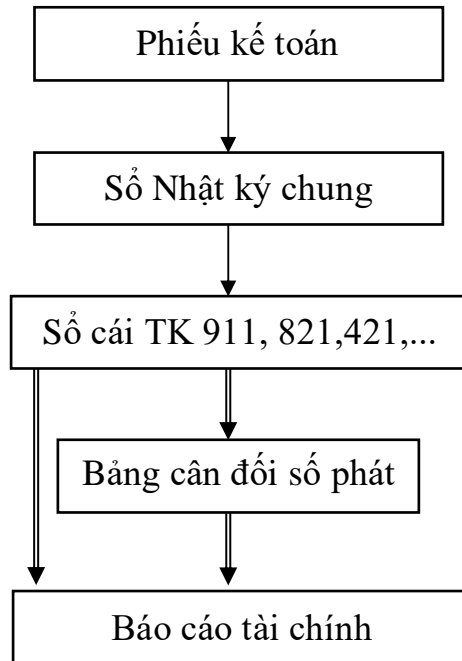 Phiếu kế toán
Sổ Nhật ký chung
Sổ cái TK 911, 821,421,...
Bảng cân đối số phát
Báo cáo tài chính